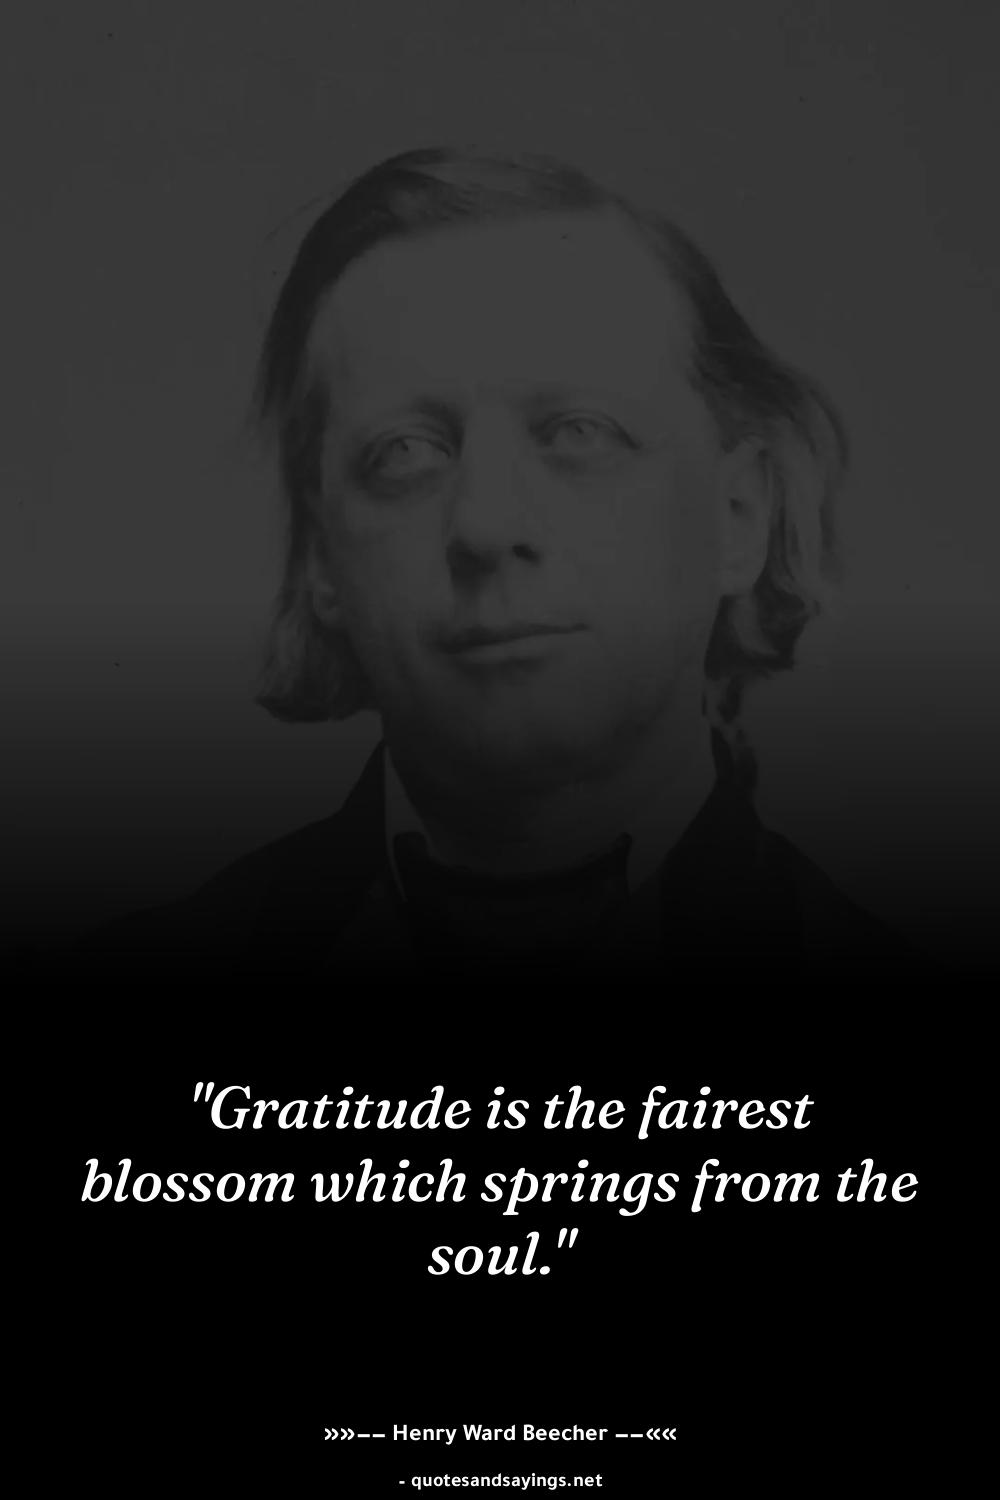 "Gratitude is the fairest
blossom which springs from the
soul."
»»−− Henry Ward Beecher −−««
- quotesandsayings.net